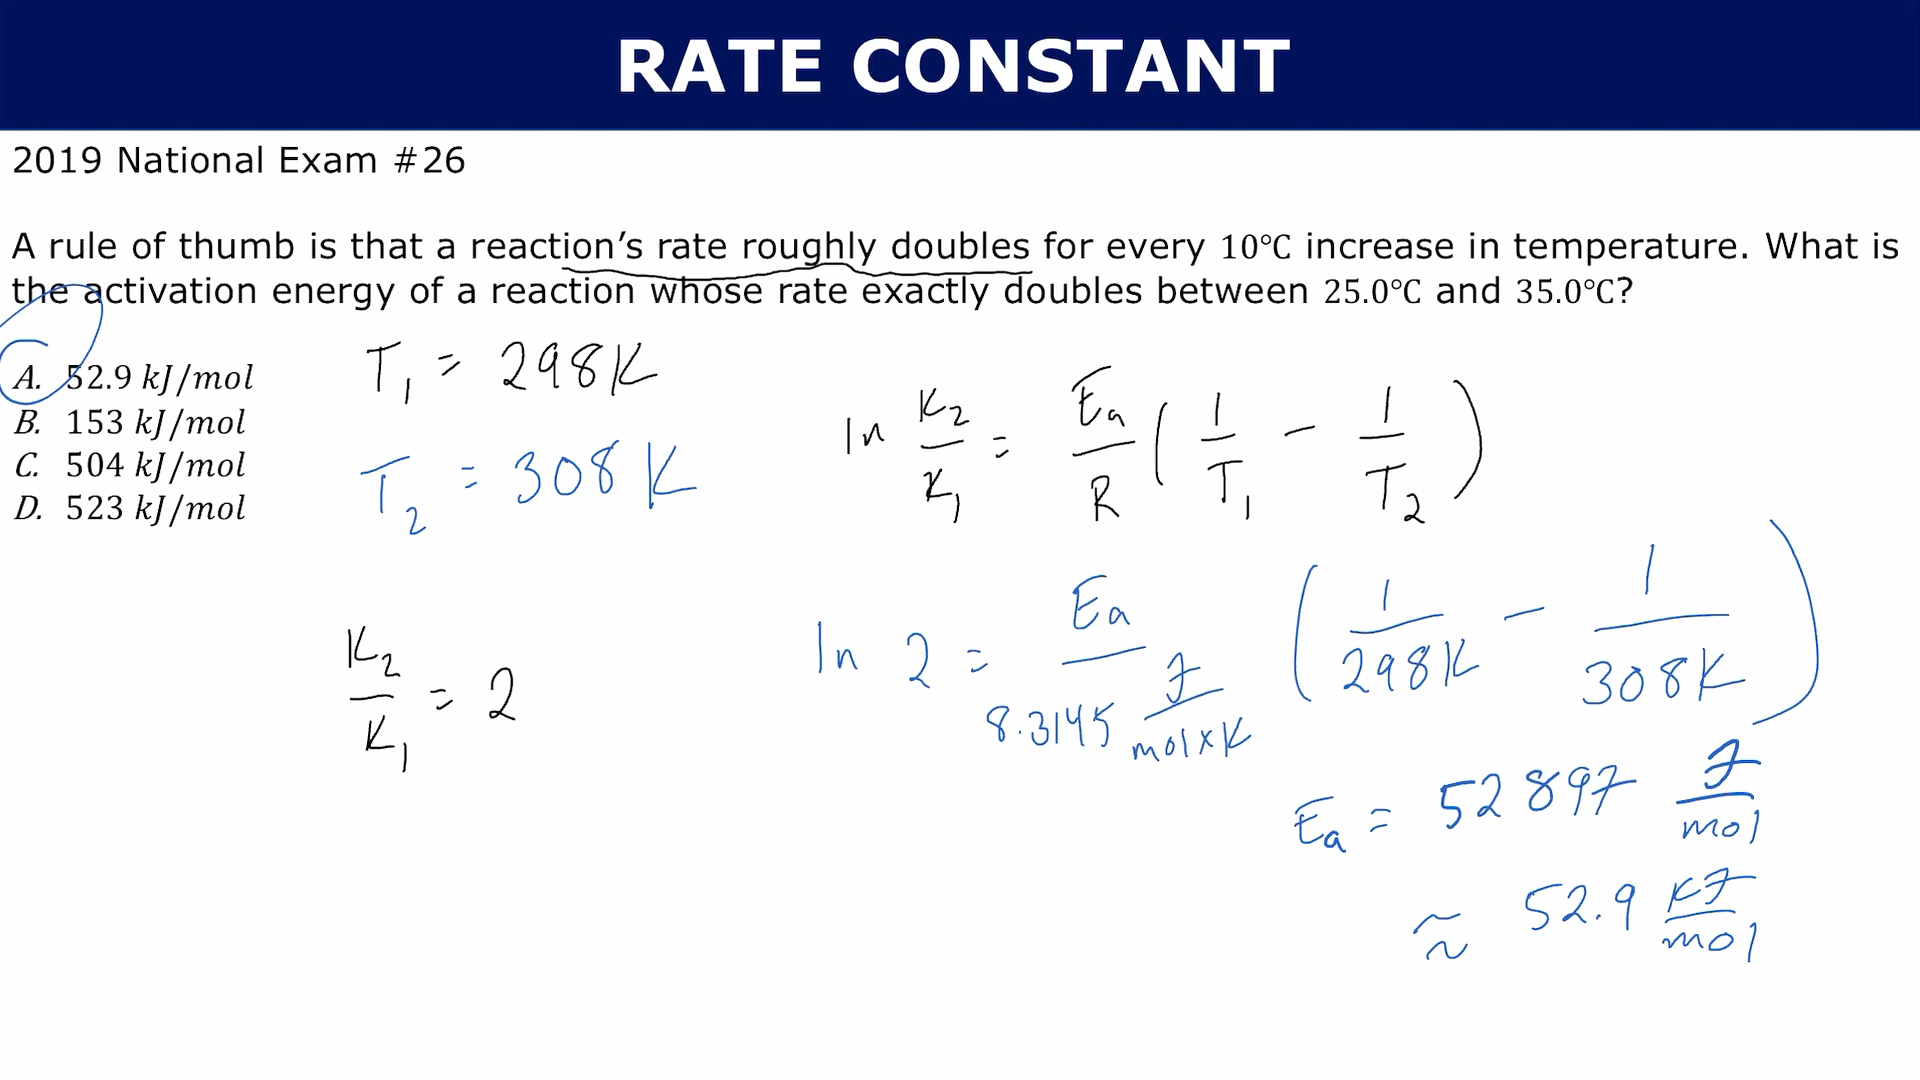 RATE CONSTANT
2019 National Exam #26
A rule of thumb is that a reaction's rate roughly doubles for every 10°C increase in temperature. What is
the activation energy of a reaction whose rate exactly doubles between 25.0°C and 35.0°C?
A. 52.9 kJ/mol
B. 153 kJ/mol
C. 504 kJ/mol
D. 523 kJ/mol
T₁ = 298K
T₂ = 308K
K₂/K₁ = 2
ln K₂/K₁ = Ea/R (1/T₁ - 1/T₂)
ln 2 = Ea / 8.3145 J/mol×K (1/298K - 1/308K)
Ea = 52897 J/mol
≈ 52.9 KJ/mol